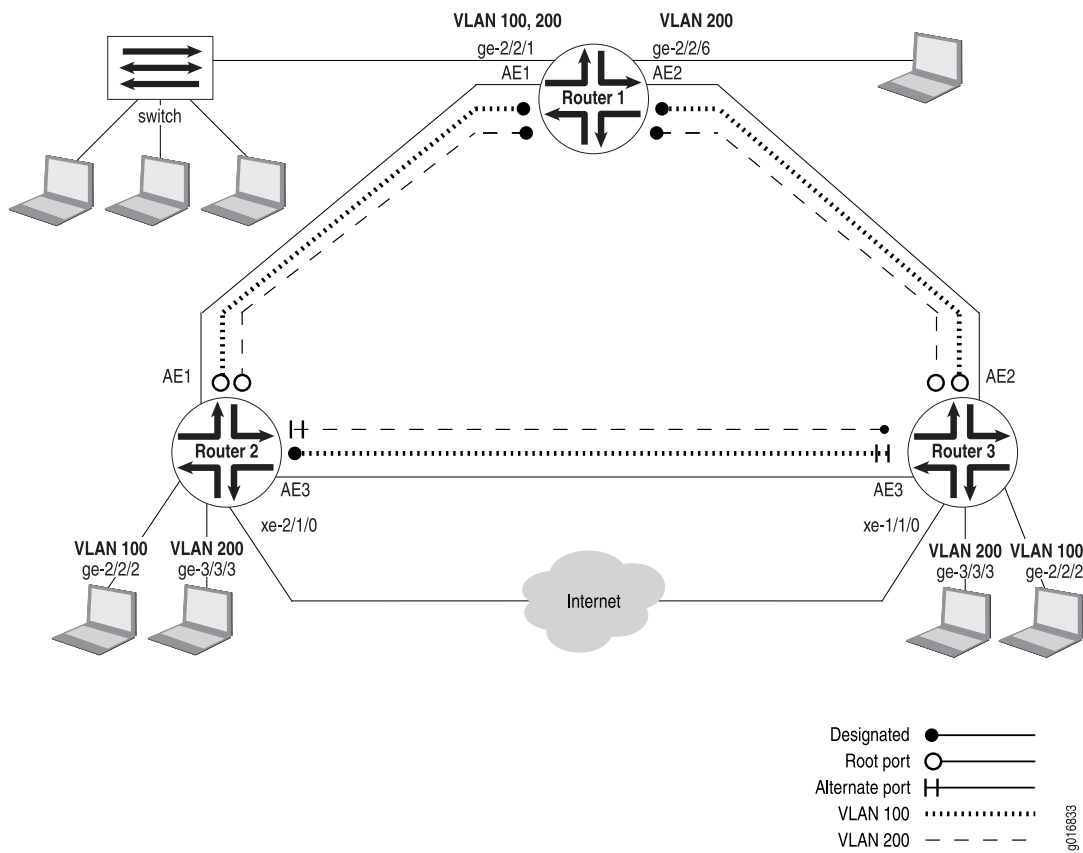 VLAN 100, 200
VLAN 200
ge-2/2/1
ge-2/2/6
AE1
AE2
Router 1
switch
AE1
AE2
Router 2
Router 3
AE3
AE3
xe-2/1/0
xe-1/1/0
VLAN 100
VLAN 200
VLAN 200
VLAN 100
ge-2/2/2
ge-3/3/3
ge-3/3/3
ge-2/2/2
Internet
Designated
Root port
Alternate port
VLAN 100
VLAN 200
g016833